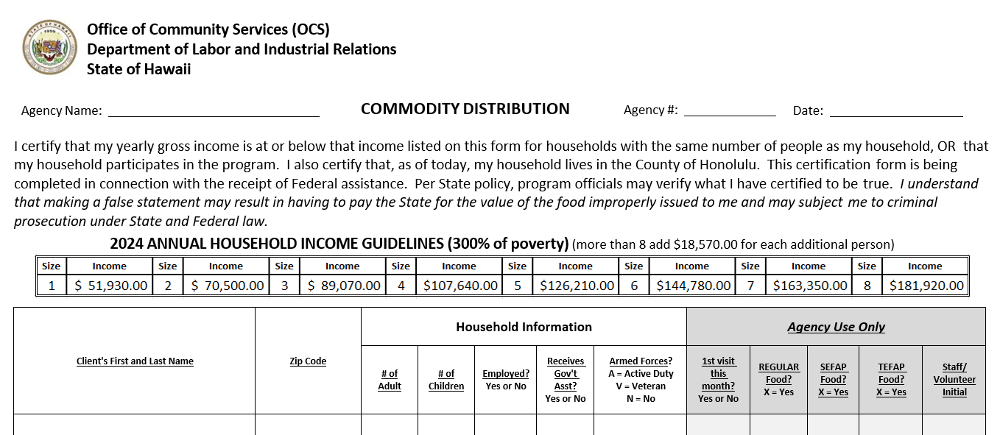 STATE OF HAWAII
1959
Office of Community Services (OCS)
Department of Labor and Industrial Relations
State of Hawaii
Agency Name:
COMMODITY DISTRIBUTION
Agency #:
Date:
I certify that my yearly gross income is at or below that income listed on this form for households with the same number of people as my household, OR that
my household participates in the program. I also certify that, as of today, my household lives in the County of Honolulu. This certification form is being
completed in connection with the receipt of Federal assistance. Per State policy, program officials may verify what I have certified to be true. I understand
that making a false statement may result in having to pay the State for the value of the food improperly issued to me and may subject me to criminal
prosecution under State and Federal law.
2024 ANNUAL HOUSEHOLD INCOME GUIDELINES (300% of poverty) (more than 8 add $18,570.00 for each additional person)
Size Income Size Income Size Income Size Income Size Income Size Income Size Income Size Income
1 $ 51,930.00 2 $ 70,500.00 3 $ 89,070.00 4 $107,640.00 5 $126,210.00 6 $144,780.00 7 $163,350.00 8 $181,920.00
Client's First and Last Name
Zip Code
Household Information
# of
Adult
# of
Children
Employed?
Yes or No
Receives
Gov't
Asst?
Yes or No
Armed Forces?
A = Active Duty
V = Veteran
N = No
Agency Use Only
1st visit
this
month?
Yes or No
REGULAR
Food?
X = Yes
SEFAP
Food?
X = Yes
TEFAP
Food?
X = Yes
Staff/
Volunteer
Initial